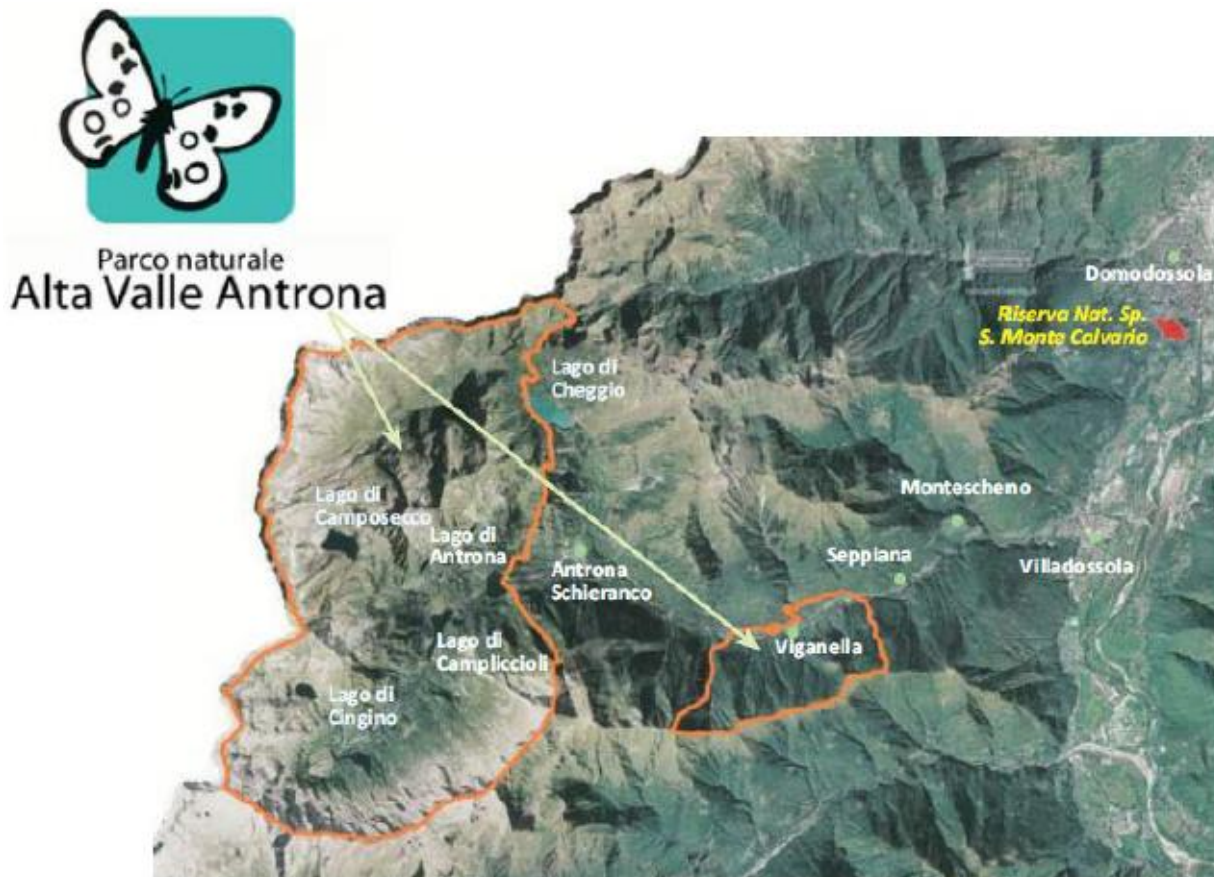 Parco naturale
Alta Valle Antrona
Domodossola
Riserva Nat. Sp.
S. Monte Calvario
Lago di
Cheggio
Montescheno
Lago di
Camposecco
Lago di
Antrona
Antrona
Schieranco
Seppiana
Villadossola
Viganella
Lago di
Campliccioli
Lago di
Cingino